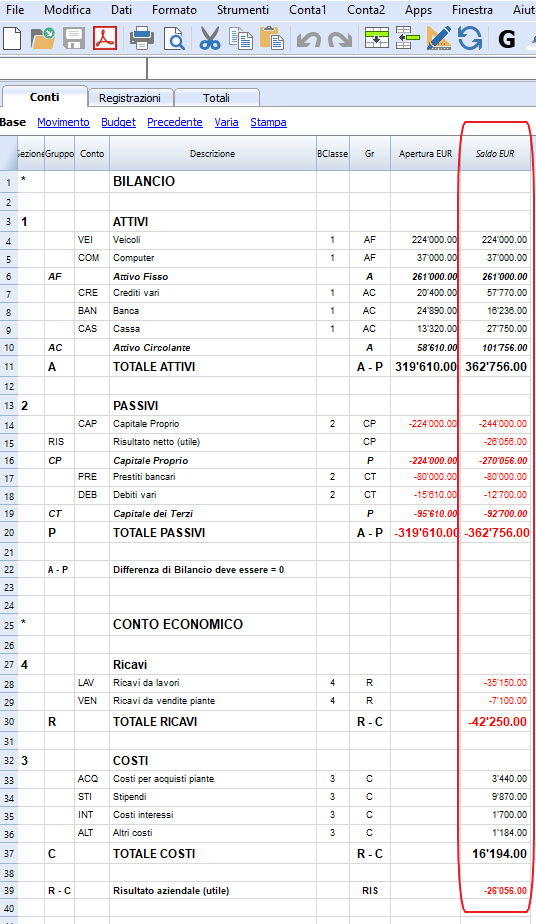 File Modifica Dati Formato Strumenti Conta1 Conta2 Apps Finestra Aiut
G
Conti Registrazioni Totali
Base Movimento Budget Precedente Varia Stampa
Sezione Gruppo Conto Descrizione BClasse Gr Apertura EUR Saldo EUR
1 * BILANCIO
2
3 1 ATTIVI
4 VEI Veicoli 1 AF 224'000.00 224'000.00
5 COM Computer 1 AF 37'000.00 37'000.00
6 AF Attivo Fisso A 261'000.00 261'000.00
7 CRE Crediti vari 1 AC 20'400.00 57'770.00
8 BAN Banca 1 AC 24'890.00 16'236.00
9 CAS Cassa 1 AC 13'320.00 27'750.00
10 AC Attivo Circolante A 58'610.00 101'756.00
11 A TOTALE ATTIVI A - P 319'610.00 362'756.00
12
13 2 PASSIVI
14 CAP Capitale Proprio 2 CP -224'000.00 -244'000.00
15 RIS Risultato netto (utile) CP -26'056.00
16 CP Capitale Proprio P -224'000.00 -270'056.00
17 PRE Prestiti bancari 2 CT -80'000.00 -80'000.00
18 DEB Debiti vari 2 CT -15'610.00 -12'700.00
19 CT Capitale dei Terzi P -95'610.00 -92'700.00
20 P TOTALE PASSIVI A - P -319'610.00 -362'756.00
21
22 A - P Differenza di Bilancio deve essere = 0
23
24
25 * CONTO ECONOMICO
26
27 4 Ricavi
28 LAV Ricavi da lavori 4 R -35'150.00
29 VEN Ricavi da vendite piante 4 R -7'100.00
30 R TOTALE RICAVI R - C -42'250.00
31
32 3 COSTI
33 ACQ Costi per acquisti piante 3 C 3'440.00
34 STI Stipendi 3 C 9'870.00
35 INT Costi interessi 3 C 1'700.00
36 ALT Altri costi 3 C 1'184.00
37 C TOTALE COSTI R - C 16'194.00
38
39 R - C Risultato aziendale (utile) RIS -26'056.00
40